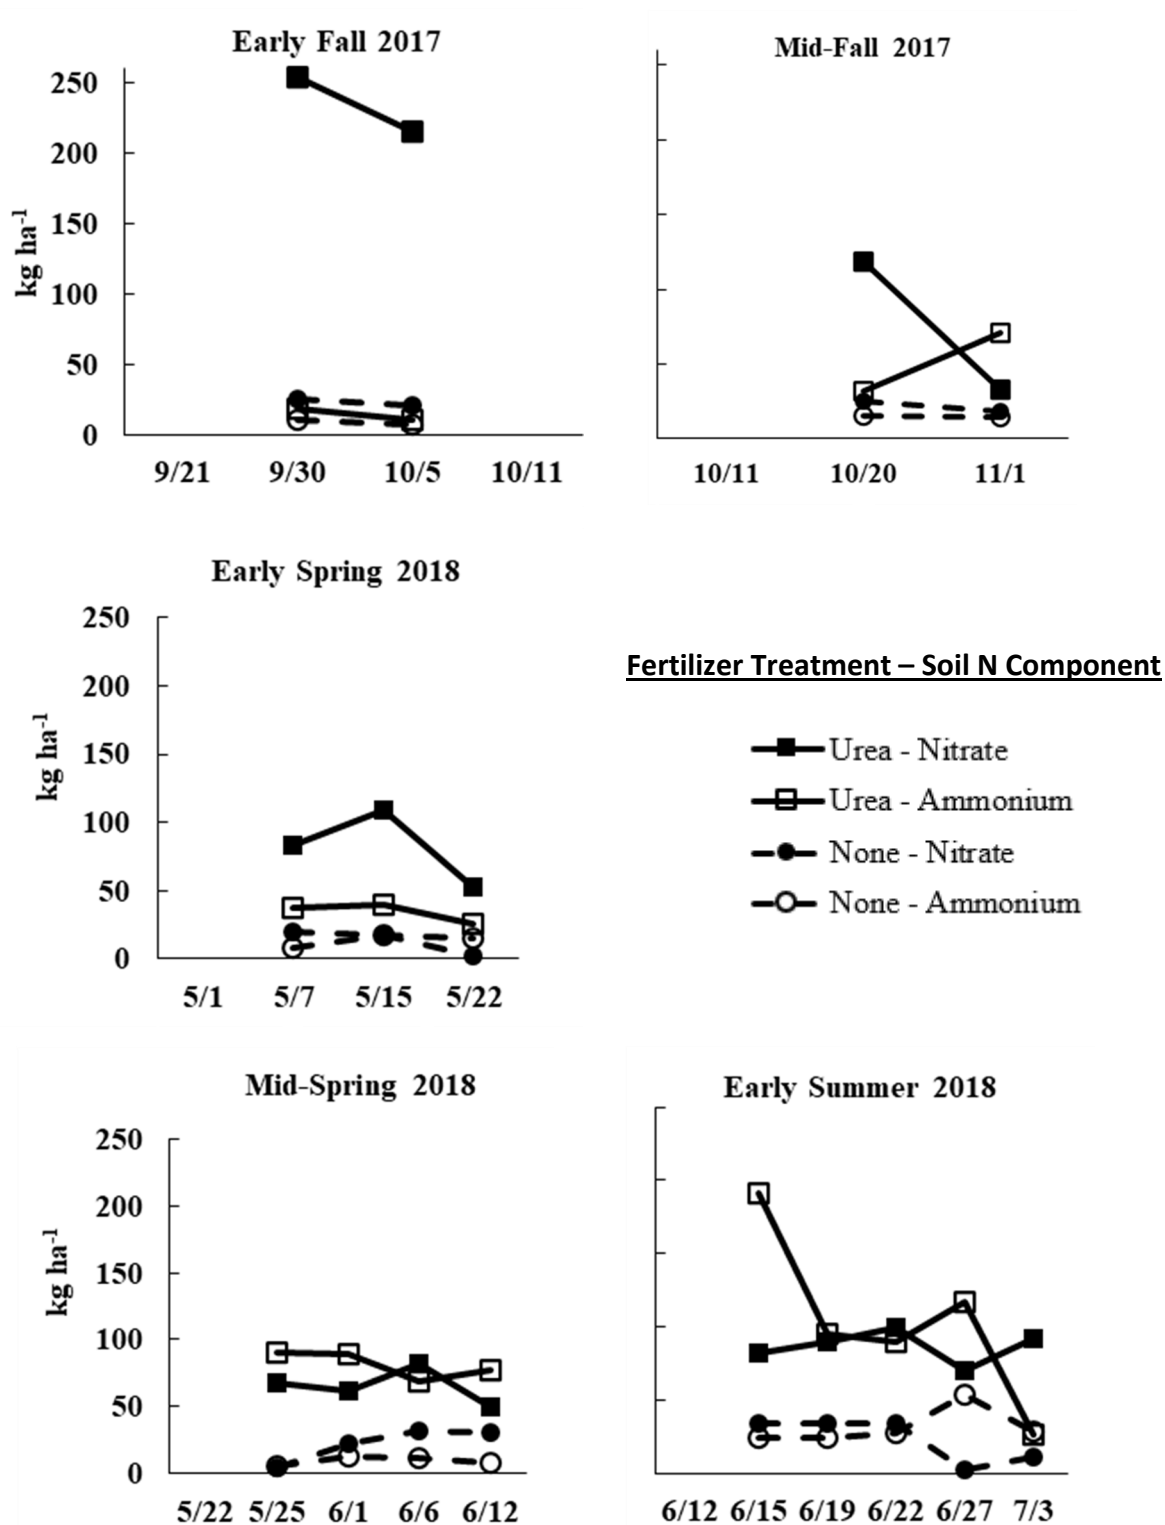 Early Fall 2017
250
200
150
100
50
0
kg ha⁻¹
9/21 9/30 10/5 10/11
Mid-Fall 2017
10/11 10/20 11/1
Early Spring 2018
250
200
150
100
50
0
kg ha⁻¹
5/1 5/7 5/15 5/22
Fertilizer Treatment – Soil N Component
Urea - Nitrate
Urea - Ammonium
None - Nitrate
None - Ammonium
Mid-Spring 2018
250
200
150
100
50
0
kg ha⁻¹
5/22 5/25 6/1 6/6 6/12
Early Summer 2018
6/12 6/15 6/19 6/22 6/27 7/3